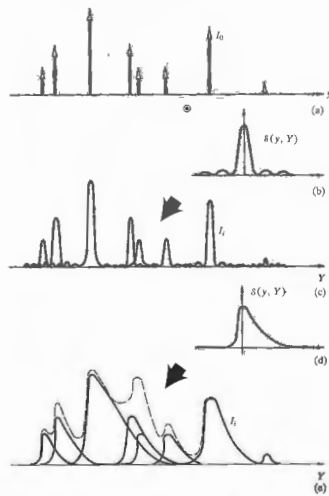 I₀
y
(a)
δ(y, Y)
(b)
Iᵢ
Y
(c)
δ(y, Y)
(d)
Iᵢ
Y
(e)